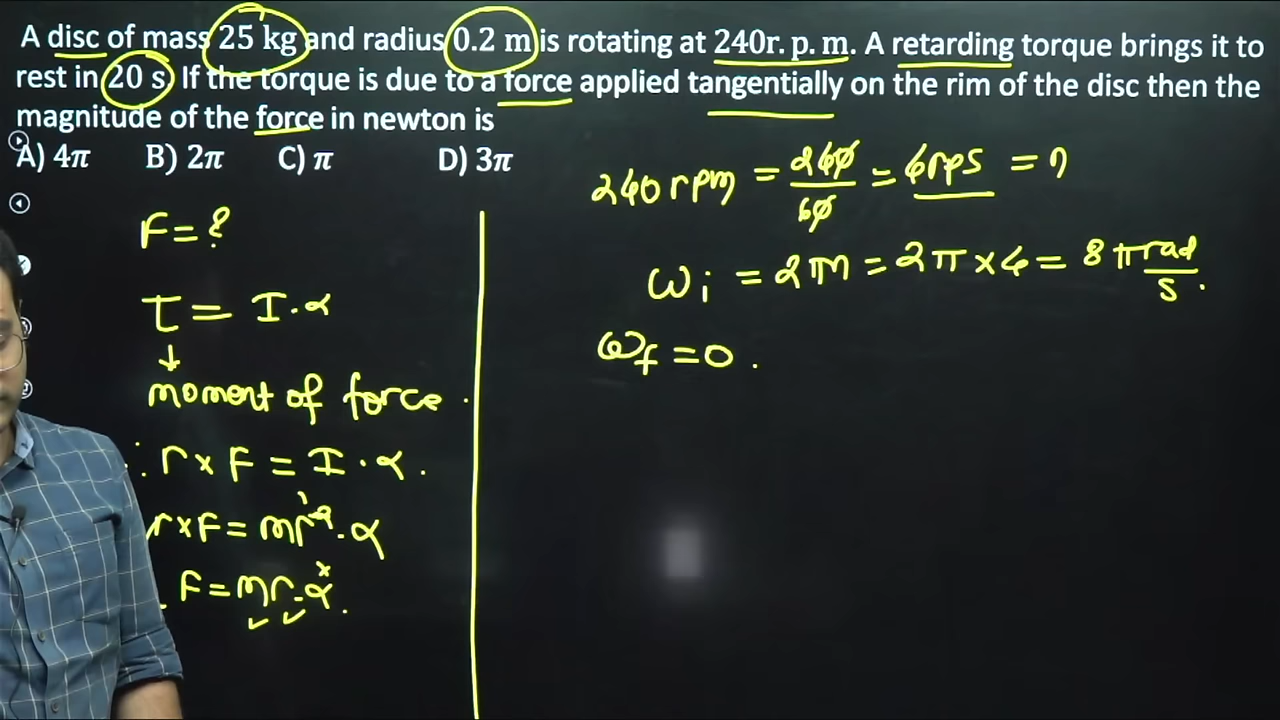 A disc of mass 25 kg and radius 0.2 m is rotating at 240r. p. m. A retarding torque brings it to
rest in 20 s. If the torque is due to a force applied tangentially on the rim of the disc then the
magnitude of the force in newton is
A) 4π B) 2π C) π D) 3π
F = ?
τ = I·α
↓
moment of force.
∴ r×F = I·α.
r×F = mr²·α
F = mr·α.
240 rpm = 240/60 = 4rps = n
ωi = 2πn = 2π×4 = 8π rad/s.
ωf = 0.